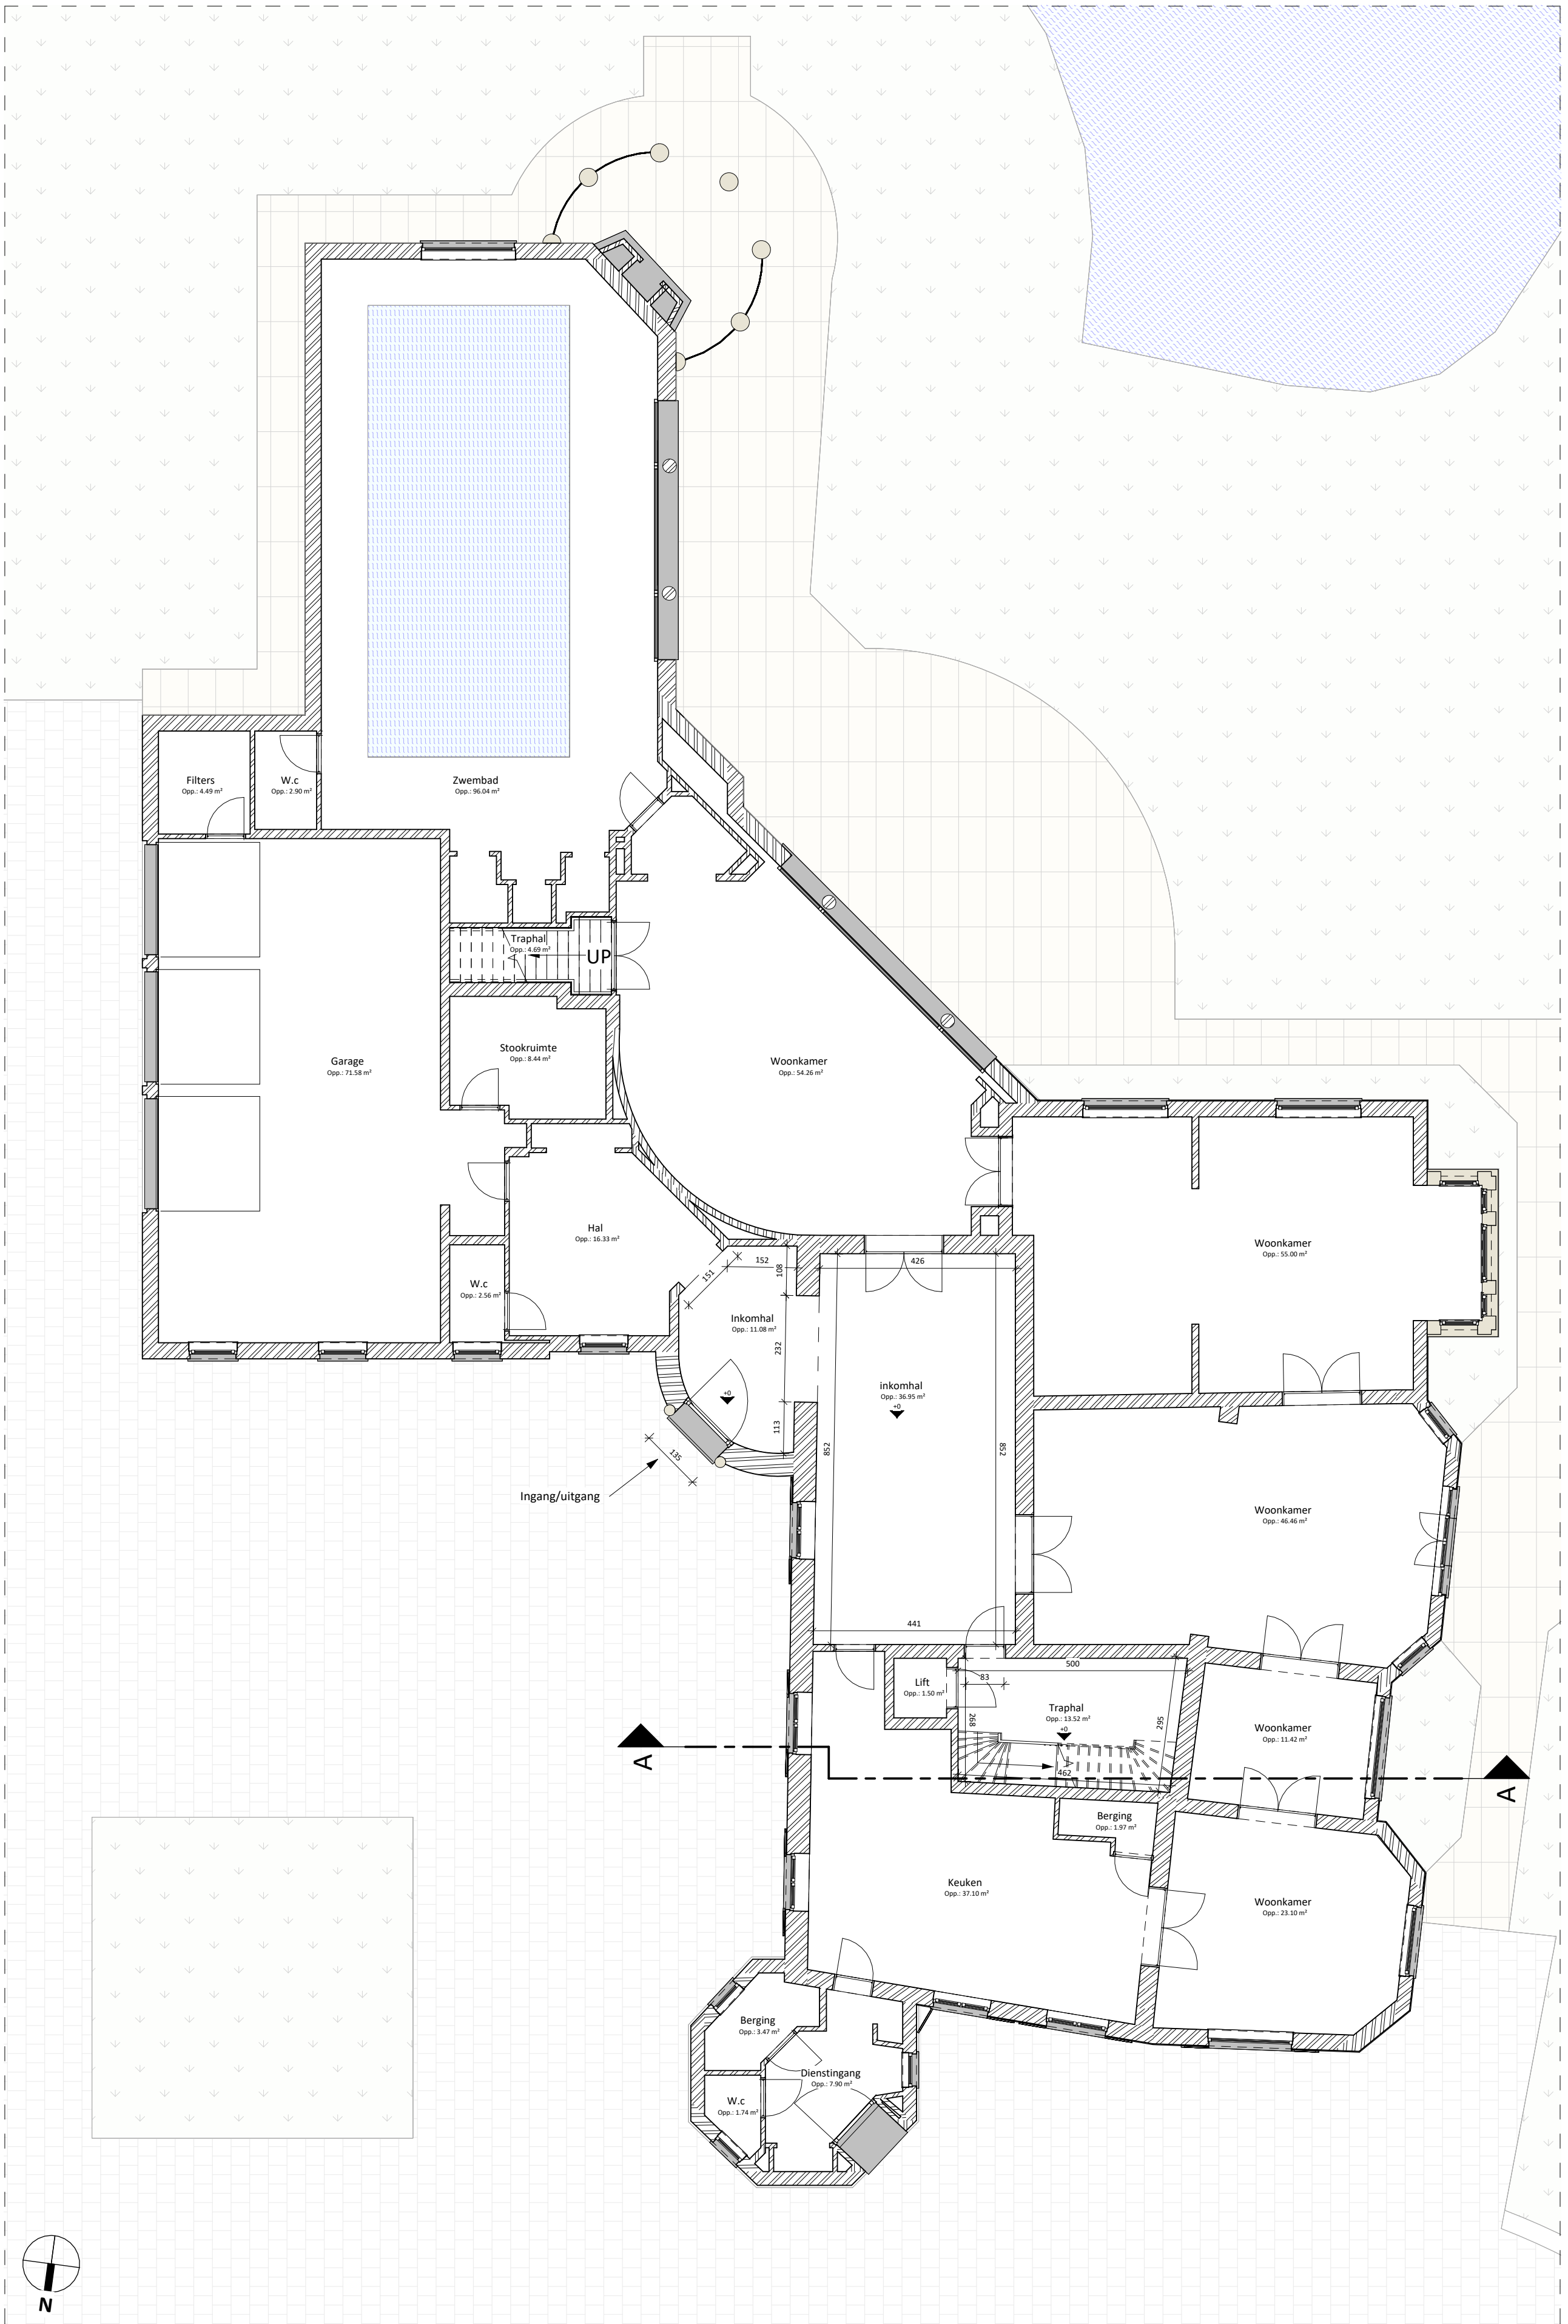 Filters
Opp.: 4.49 m²
W.c
Opp.: 2.90 m²
Zwembad
Opp.: 96.04 m²
Traphal
Opp.: 4.69 m²
UP
Stookruimte
Opp.: 8.44 m²
Garage
Opp.: 71.58 m²
Woonkamer
Opp.: 54.26 m²
Hal
Opp.: 16.33 m²
Woonkamer
Opp.: 55.00 m²
W.c
Opp.: 2.56 m²
152
108
151
426
Inkomhal
Opp.: 11.08 m²
232
+0
113
135
inkomhal
Opp.: 36.95 m²
+0
852
852
Ingang/uitgang
Woonkamer
Opp.: 46.46 m²
441
500
83
Lift
Opp.: 1.50 m²
Traphal
Opp.: 13.52 m²
+0
268
295
462
Woonkamer
Opp.: 11.42 m²
A
A
Berging
Opp.: 1.97 m²
Keuken
Opp.: 37.10 m²
Woonkamer
Opp.: 23.10 m²
Berging
Opp.: 3.47 m²
Dienstingang
Opp.: 7.90 m²
W.c
Opp.: 1.74 m²
N